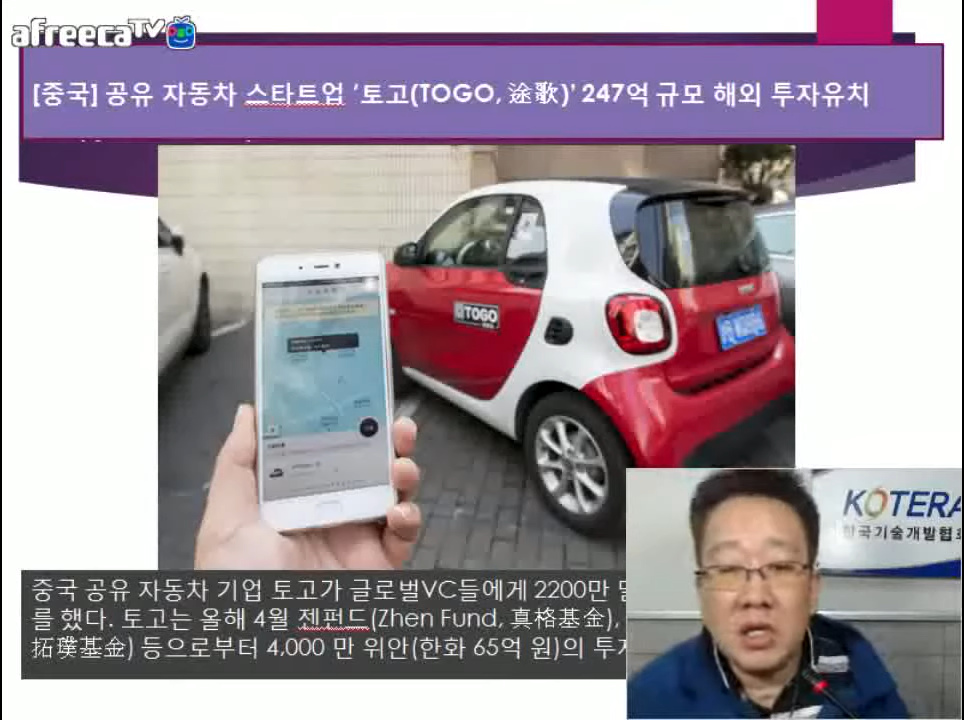 afreecaTV
[중국] 공유 자동차 스타트업 '토고(TOGO, 途歌)' 247억 규모 해외 투자유치
TOGO
KOTERA
한국기술개발협회
중국 공유 자동차 기업 토고가 글로벌VC들에게 2200만
를 했다. 토고는 올해 4월 젠펀드(Zhen Fund, 真格基金),
拓璞基金) 등으로부터 4,000 만 위안(한화 65억 원)의